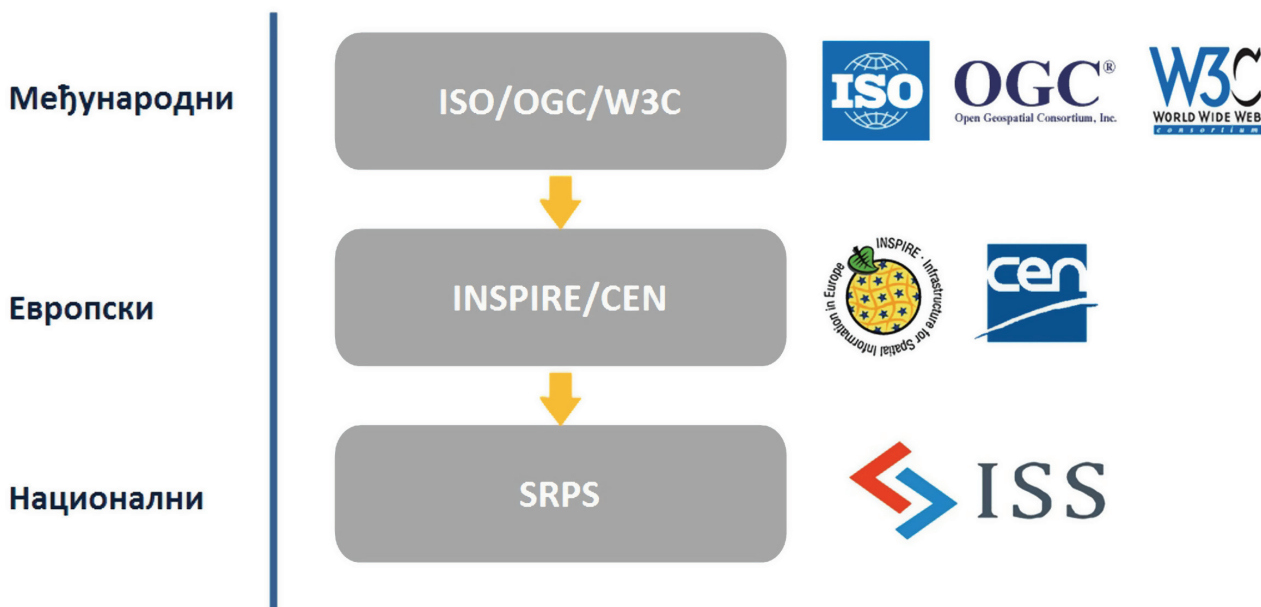 Међународни
ISO/OGC/W3C
ISO
OGC®
Open Geospatial Consortium, Inc.
W3C
WORLD WIDE WEB
consortium
Европски
INSPIRE/CEN
INSPIRE · Infrastructure for Spatial Information in Europe
cen
Национални
SRPS
ISS